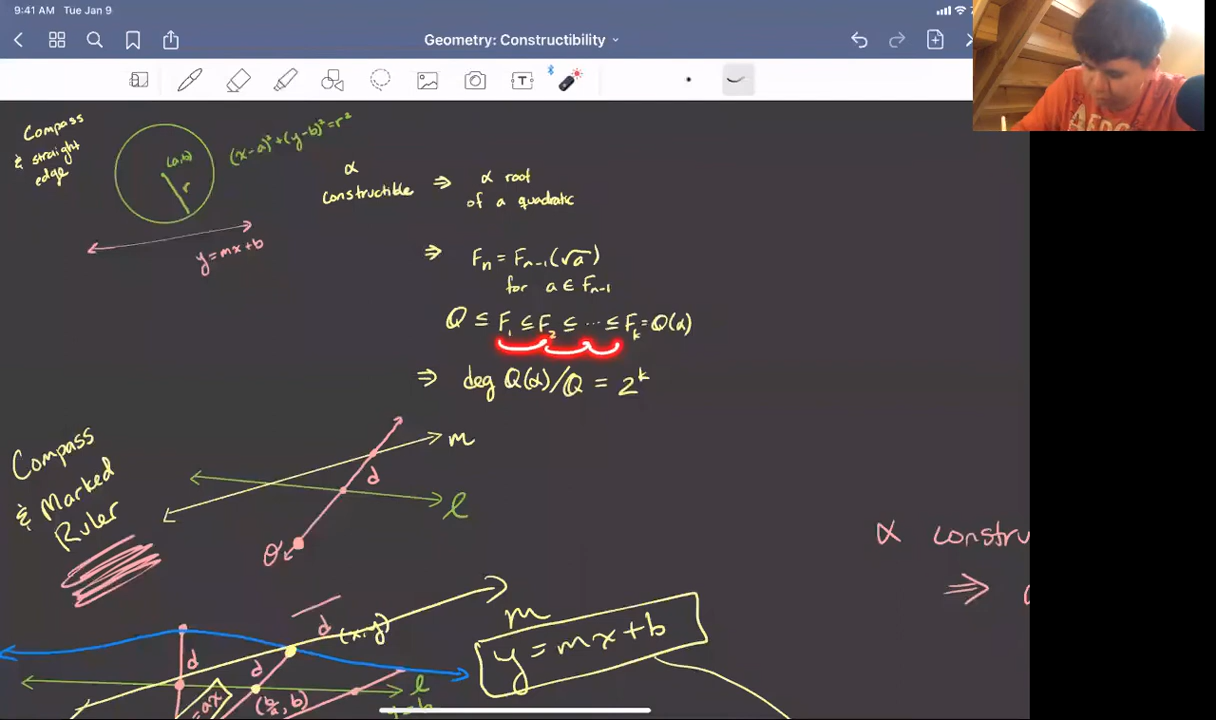 9:41 AM Tue Jan 9
Geometry: Constructibility
Compass
& straight
edge
(a,b)
r
(x-a)²+(y-b)²=r²
y=mx+b
α
constructible
⇒ α root
of a quadratic
⇒ Fₙ = Fₙ₋₁(√a)
for a ∈ Fₙ₋₁
Q ≤ F₁ ≤ F₂ ≤ ⋯ ≤ Fₖ = Q(α)
⇒ deg Q(α)/Q = 2ᵏ
Compass
& Marked
Ruler
m
d
l
O
m
d
(x,y)
d
d
l
=ax
(b/a, b)
y=b
y = mx+b
α constru
⇒